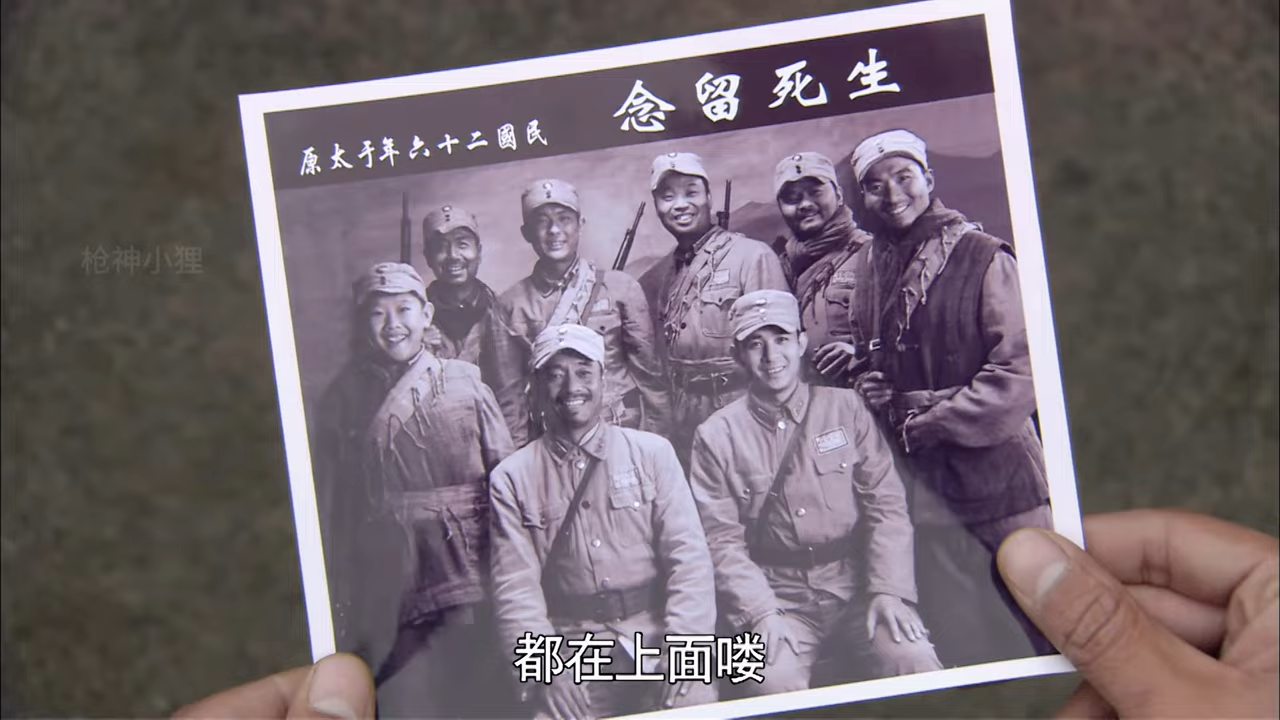 生死留念
民國二十六年于太原
枪神小狸
都在上面喽